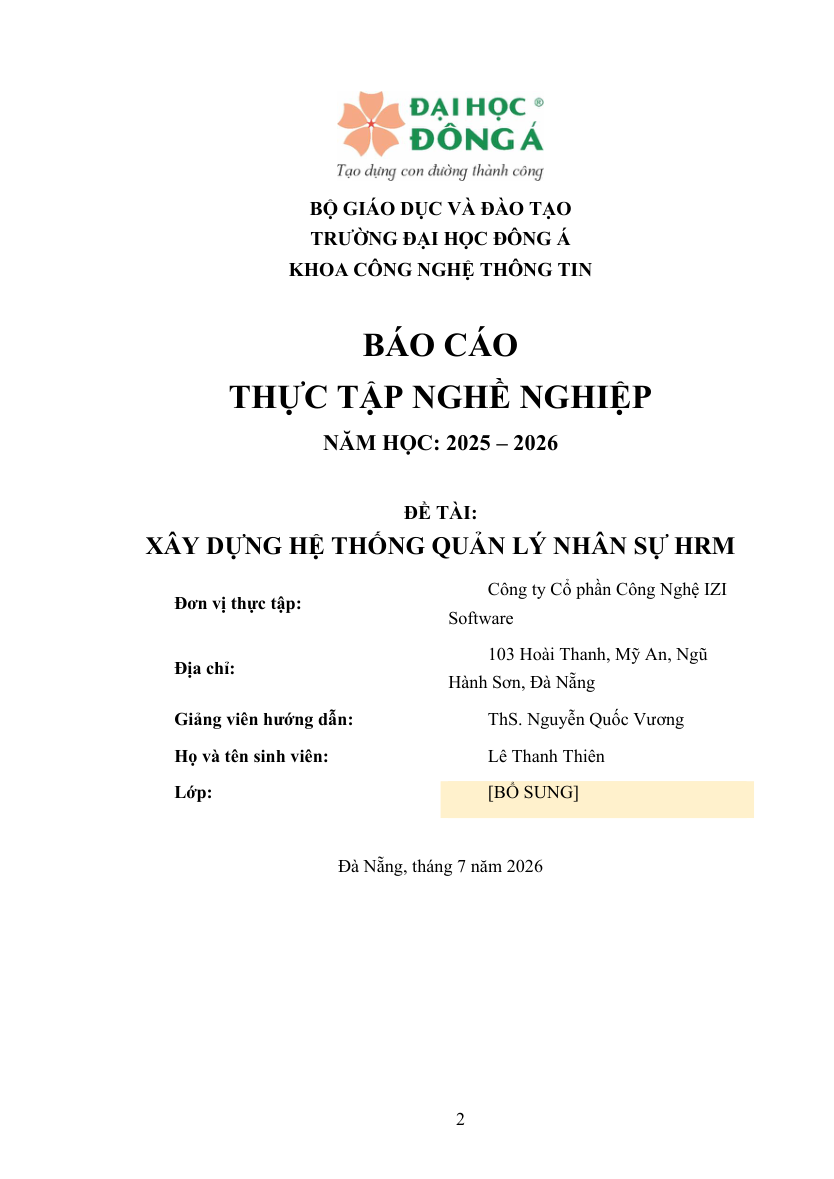 ĐẠI HỌC ®
ĐÔNG Á
Tạo dựng con đường thành công
BỘ GIÁO DỤC VÀ ĐÀO TẠO
TRƯỜNG ĐẠI HỌC ĐÔNG Á
KHOA CÔNG NGHỆ THÔNG TIN
BÁO CÁO
THỰC TẬP NGHỀ NGHIỆP
NĂM HỌC: 2025 – 2026
ĐỀ TÀI:
XÂY DỰNG HỆ THỐNG QUẢN LÝ NHÂN SỰ HRM
Đơn vị thực tập:
Công ty Cổ phần Công Nghệ IZI
Software
Địa chỉ:
103 Hoài Thanh, Mỹ An, Ngũ
Hành Sơn, Đà Nẵng
Giảng viên hướng dẫn: ThS. Nguyễn Quốc Vương
Họ và tên sinh viên: Lê Thanh Thiên
Lớp: [BỔ SUNG]
Đà Nẵng, tháng 7 năm 2026
2